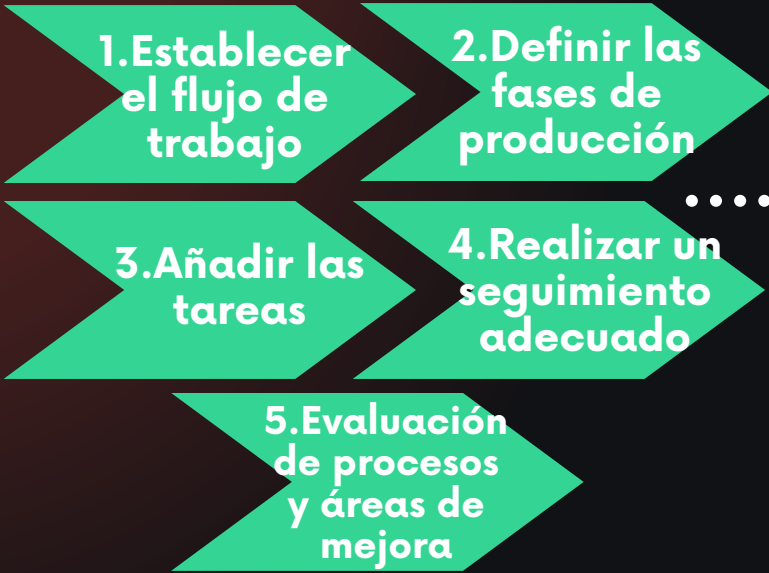 1.Establecer
el flujo de
trabajo
2.Definir las
fases de
producción
3.Añadir las
tareas
4.Realizar un
seguimiento
adecuado
5.Evaluación
de procesos
y áreas de
mejora